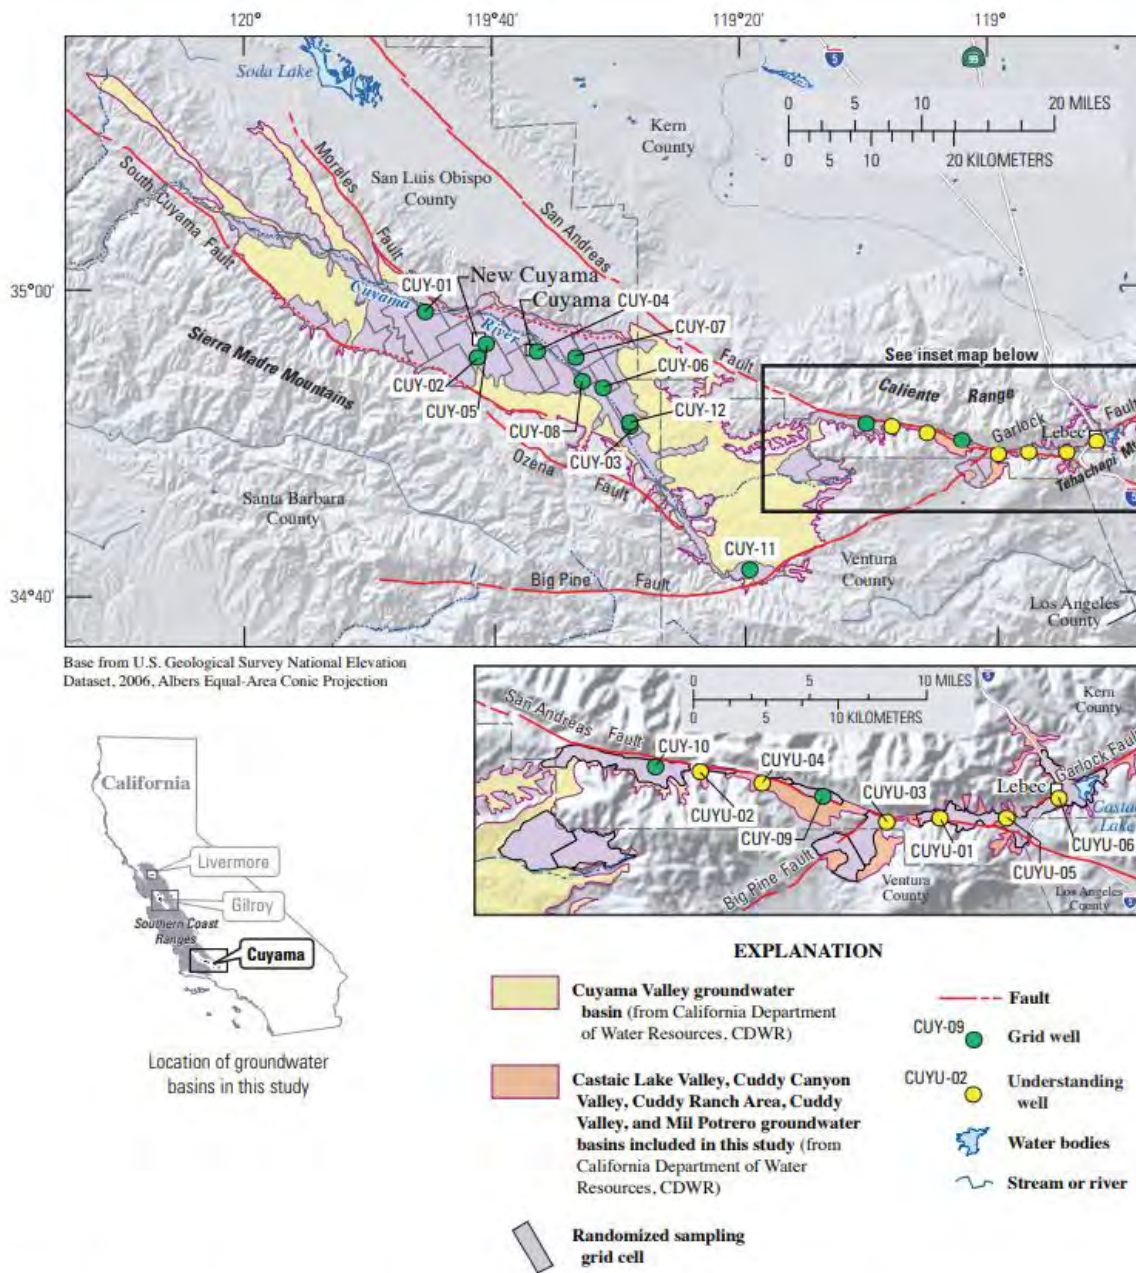 120°
119°40'
119°20'
119°
Soda Lake
5
99
0 5 10 20 MILES
0 5 10 20 KILOMETERS
Kern
County
Morales
Fault
San Luis Obispo
County
South Cuyama Fault
San Andreas
Fault
35°00'
CUY-01
New Cuyama
Cuyama
CUY-04
Cuyama
River
CUY-07
Sierra Madre Mountains
CUY-02
CUY-05
CUY-06
CUY-08
CUY-12
CUY-03
See inset map below
Caliente Range
Garlock
Fault
Lebec
5
Ozena
Fault
Santa Barbara
County
CUY-11
Ventura
County
Big Pine Fault
34°40'
Los Angeles
County
Base from U.S. Geological Survey National Elevation
Dataset, 2006, Albers Equal-Area Conic Projection
0 5 10 MILES
0 5 10 KILOMETERS
5
Kern
County
San Andreas
Fault
CUY-10
CUYU-04
CUYU-03
Garlock Fault
Lebec
CUYU-02
CUY-09
CUYU-01
CUYU-06
CUYU-05
Big Pine Fault
Ventura
County
Los Angeles
County
5
California
Livermore
Gilroy
Southern Coast
Ranges
Cuyama
Location of groundwater
basins in this study
EXPLANATION
Cuyama Valley groundwater
basin (from California Department
of Water Resources, CDWR)
Castaic Lake Valley, Cuddy Canyon
Valley, Cuddy Ranch Area, Cuddy
Valley, and Mil Potrero groundwater
basins included in this study (from
California Department of Water
Resources, CDWR)
Randomized sampling
grid cell
Fault
CUY-09
Grid well
CUYU-02
Understanding
well
Water bodies
Stream or river